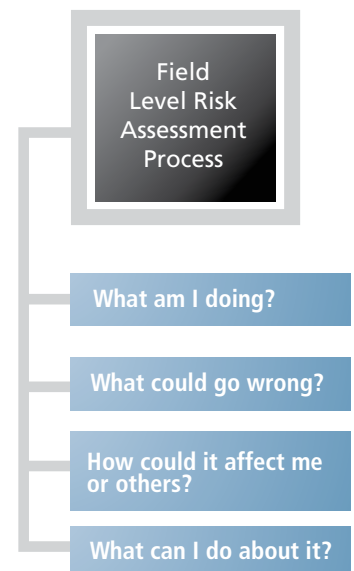 Field
Level Risk
Assessment
Process
What am I doing?
What could go wrong?
How could it affect me
or others?
What can I do about it?